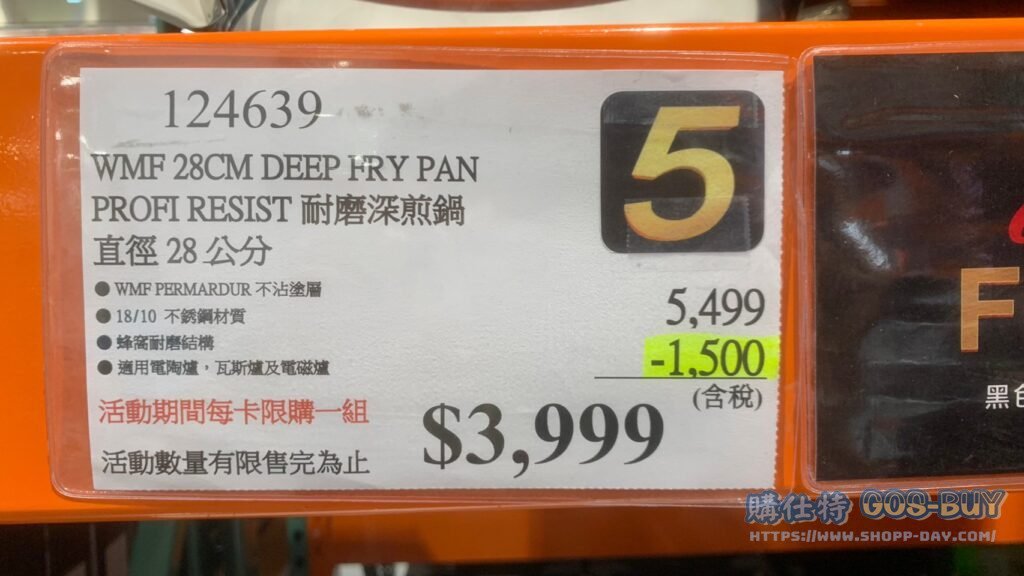 124639
5
WMF 28CM DEEP FRY PAN
PROFI RESIST 耐磨深煎鍋
直徑 28 公分
● WMF PERMARDUR 不沾塗層
● 18/10 不銹鋼材質
● 蜂窩耐磨結構
● 適用電陶爐，瓦斯爐及電磁爐
5,499
-1,500
(含稅)
$3,999
活動期間每卡限購一組
活動數量有限售完為止
F
黑色
購仕特 GOS-BUY
HTTPS://WWW.SHOPP-DAY.COM/